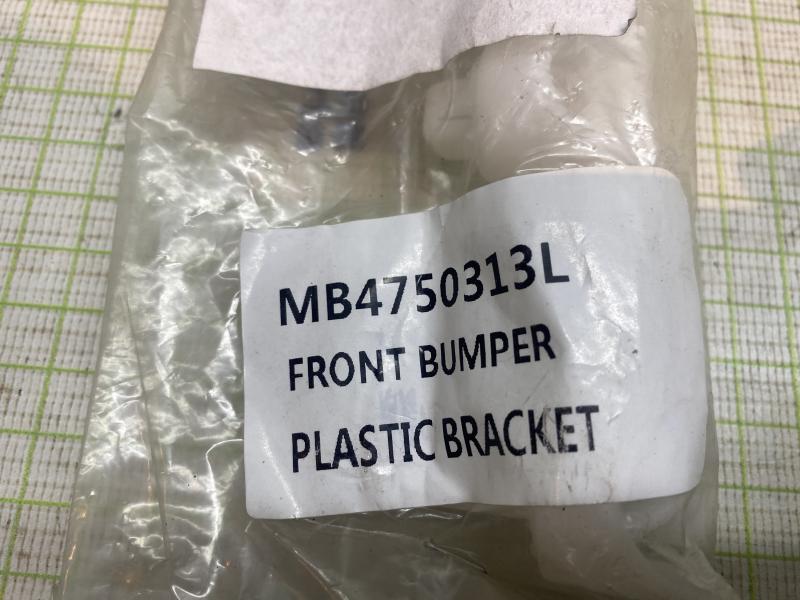 MB4750313L
FRONT BUMPER
PLASTIC BRACKET